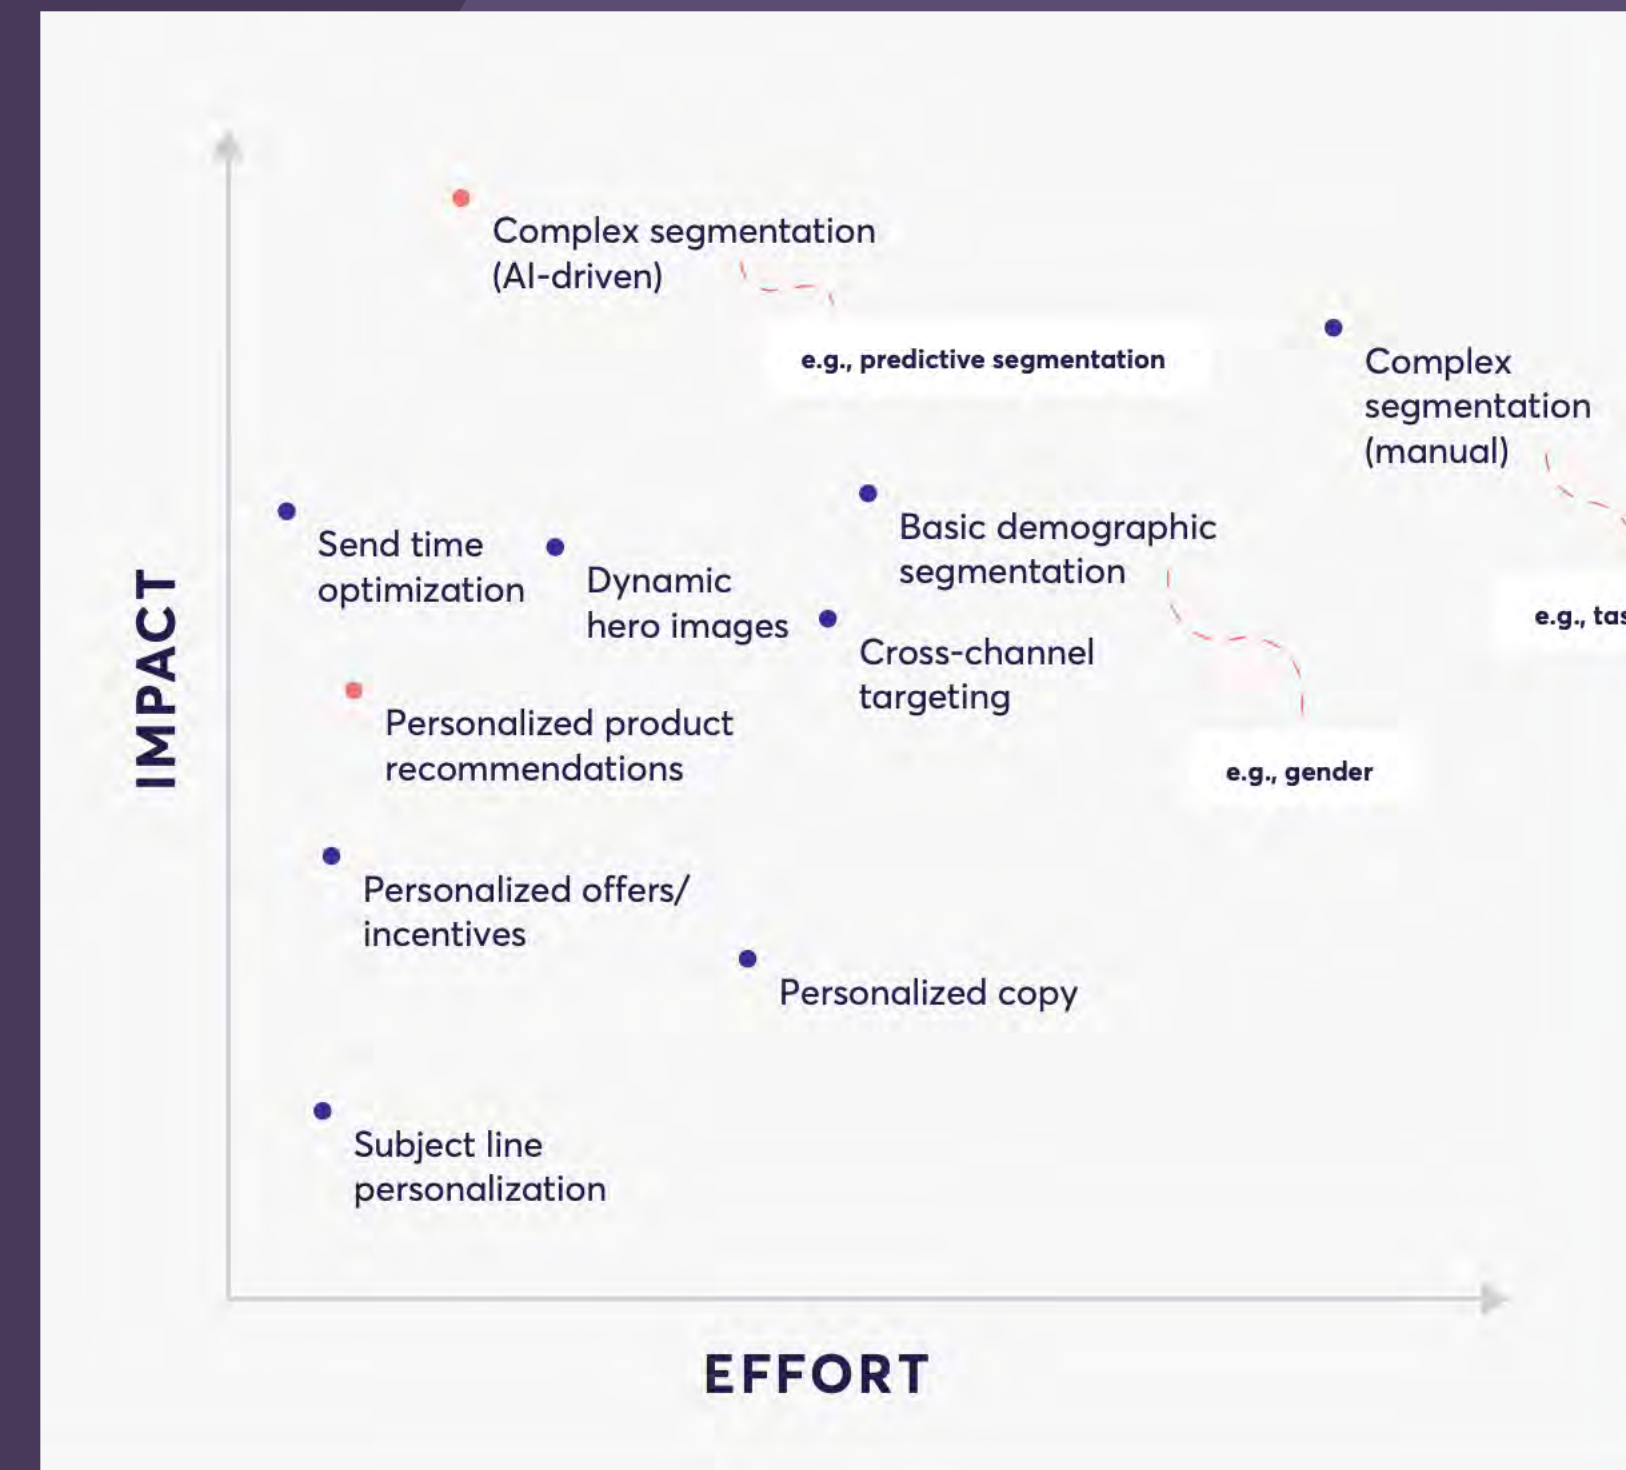 Complex segmentation
(AI-driven)
e.g., predictive segmentation
Complex
segmentation
(manual)
Send time
optimization
Dynamic
hero images
Basic demographic
segmentation
Cross-channel
targeting
e.g.,
IMPACT
Personalized product
recommendations
e.g., gender
Personalized offers/
incentives
Personalized copy
Subject line
personalization
EFFORT